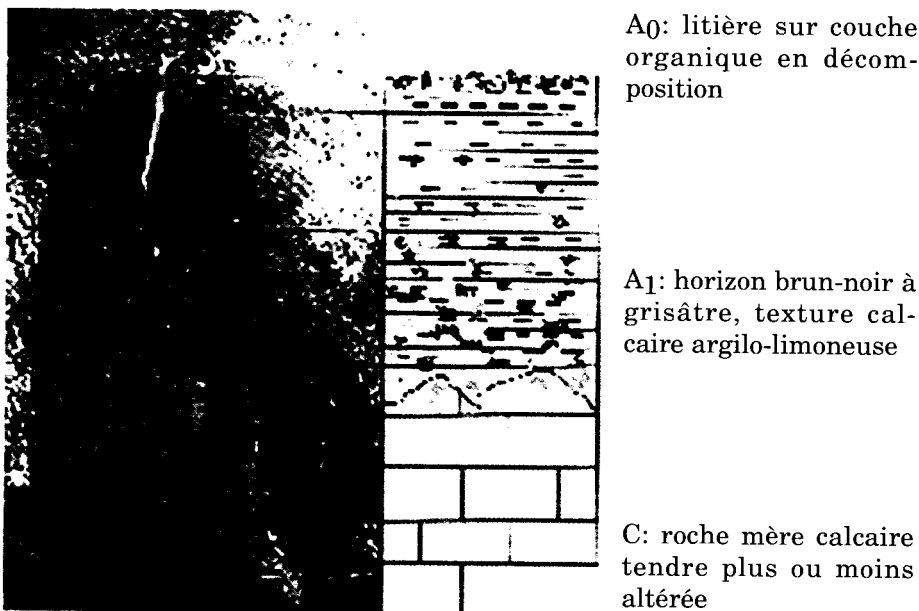 A0: litière sur couche
organique en décom-
position
A1: horizon brun-noir à
grisâtre, texture cal-
caire argilo-limoneuse
C: roche mère calcaire
tendre plus ou moins
altérée